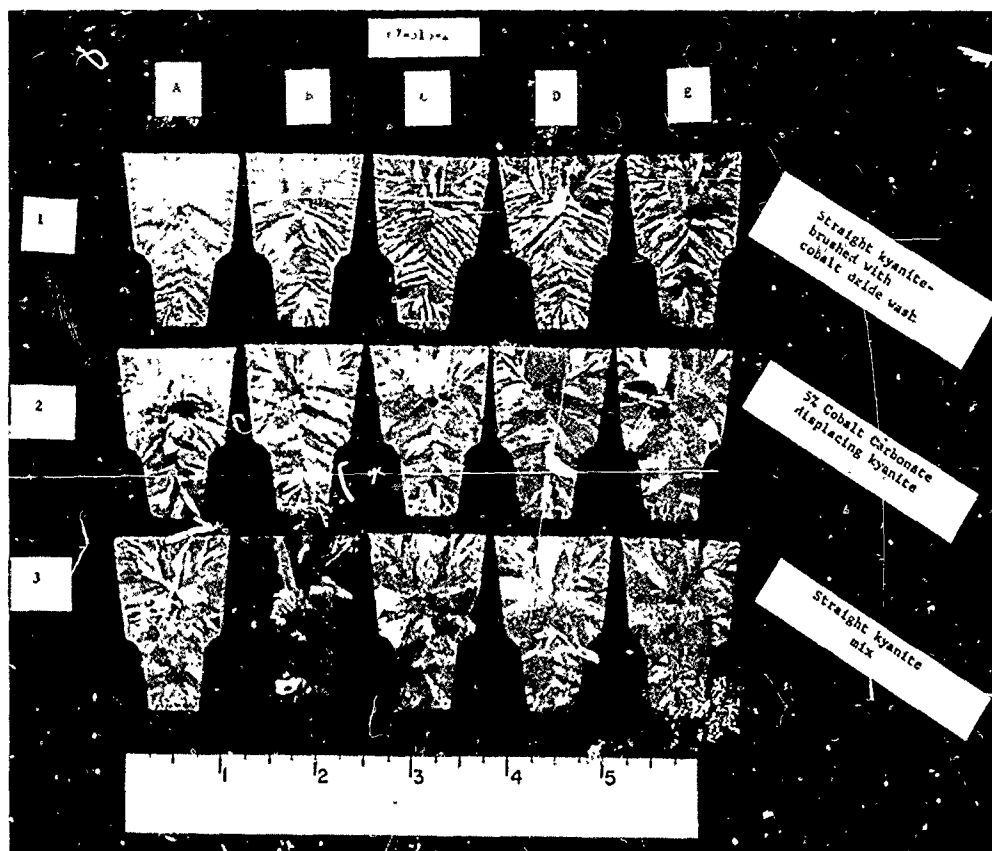 A B C D E
1
Straight kyanite-
brushed with
cobalt oxide wash
2
5% Cobalt Carbonate
displacing kyanite
3
Straight kyanite
mix
1 2 3 4 5